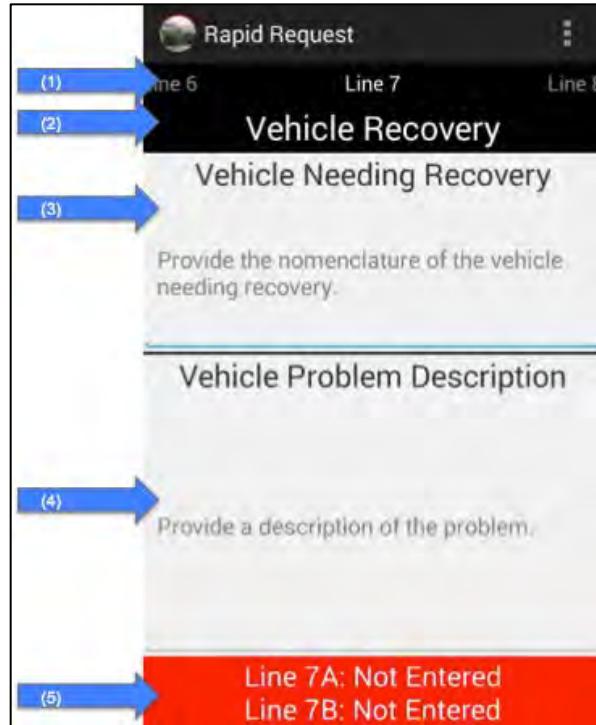 Rapid Request
(1)
ine 6 Line 7 Line 8
(2)
Vehicle Recovery
Vehicle Needing Recovery
(3)
Provide the nomenclature of the vehicle
needing recovery.
Vehicle Problem Description
(4)
Provide a description of the problem.
Line 7A: Not Entered
(5)
Line 7B: Not Entered